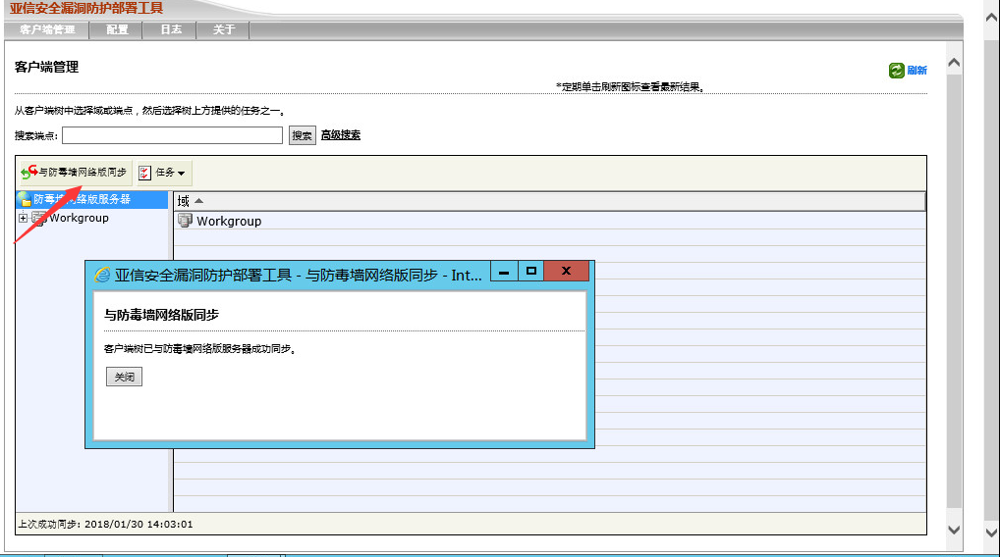 亚信安全漏洞防护部署工具
客户端管理 配置 日志 关于
客户端管理
刷新
*定期单击刷新图标查看最新结果。
从客户端树中选择域或端点，然后选择树上方提供的任务之一。
搜索端点: 搜索 高级搜索
与防毒墙网络版同步 任务
防毒墙网络版服务器 域
Workgroup Workgroup
亚信安全漏洞防护部署工具 - 与防毒墙网络版同步 - Int...
与防毒墙网络版同步
客户端树已与防毒墙网络版服务器成功同步。
关闭
上次成功同步: 2018/01/30 14:03:01